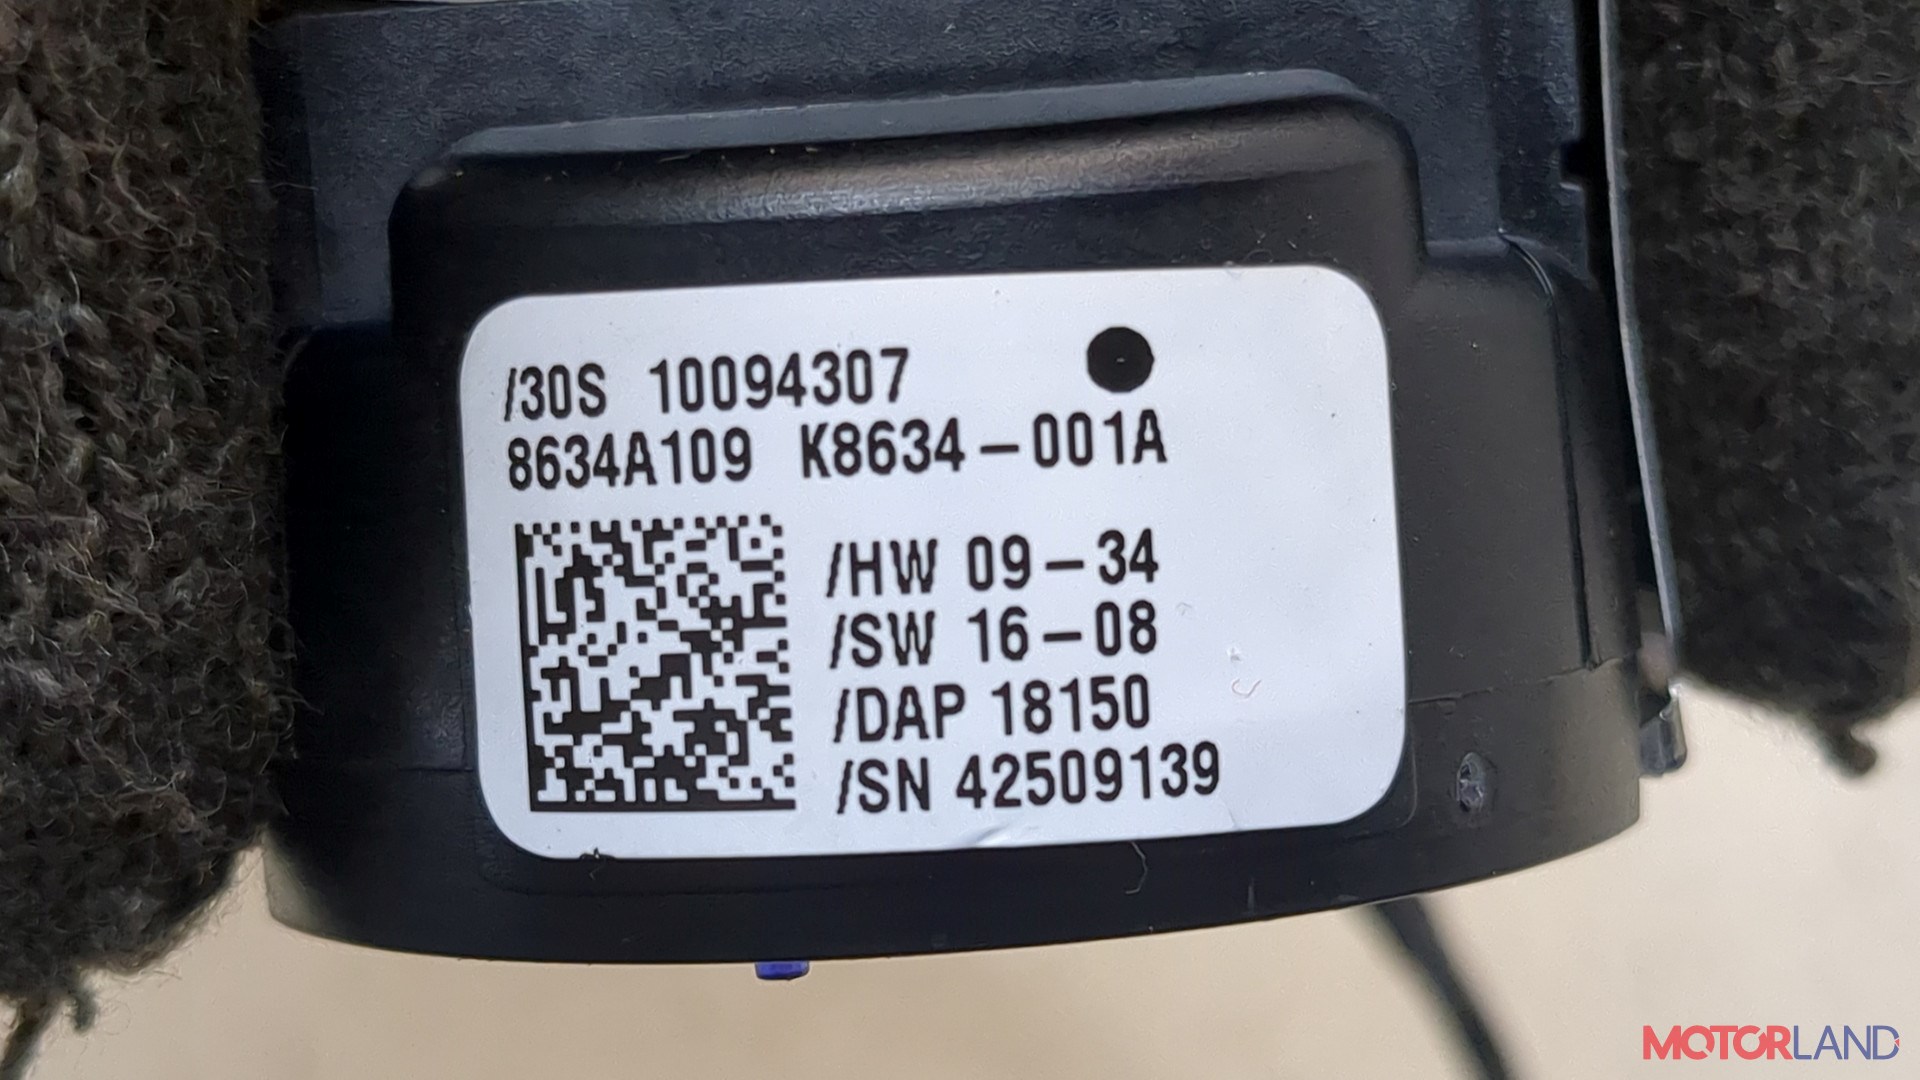 /30S 10094307
8634A109 K8634-001A
/HW 09-34
/SW 16-08
/DAP 18150
/SN 42509139
MOTORLAND